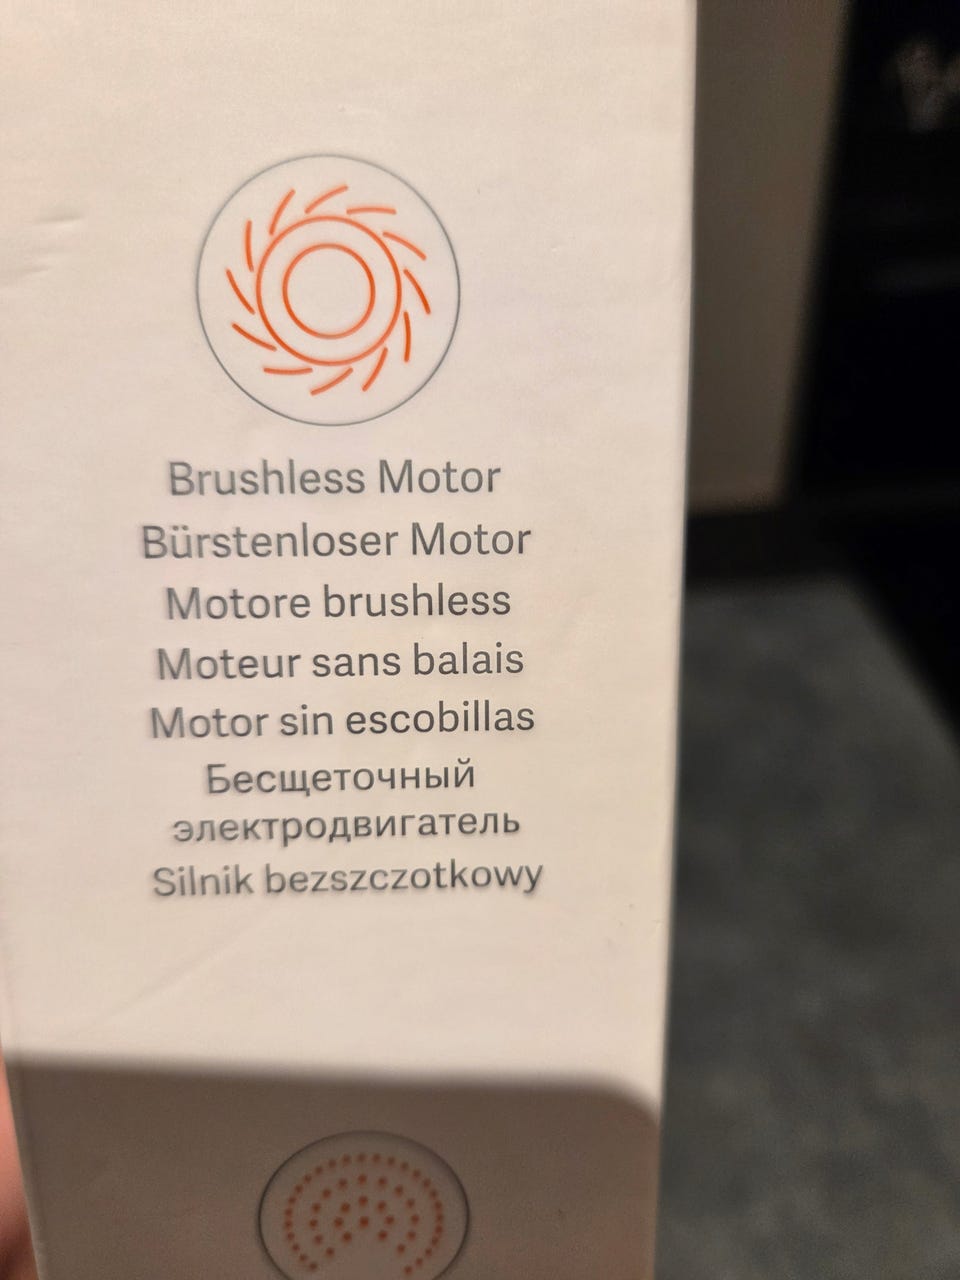 Brushless Motor
Bürstenloser Motor
Motore brushless
Moteur sans balais
Motor sin escobillas
Бесщеточный
электродвигатель
Silnik bezszczotkowy